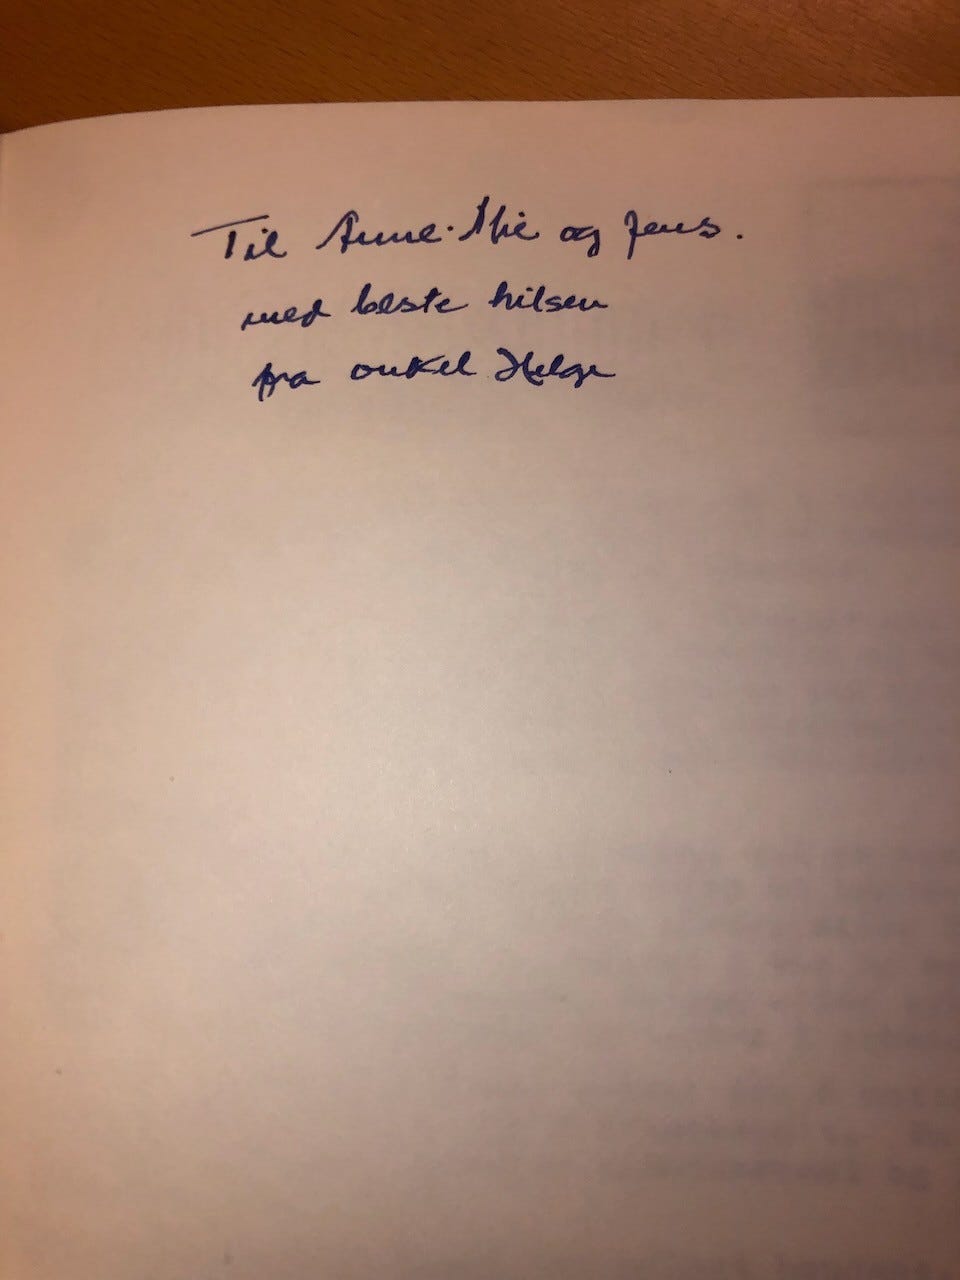 Til Anne-Mie og Jens.
med beste hilsen
fra onkel Helge